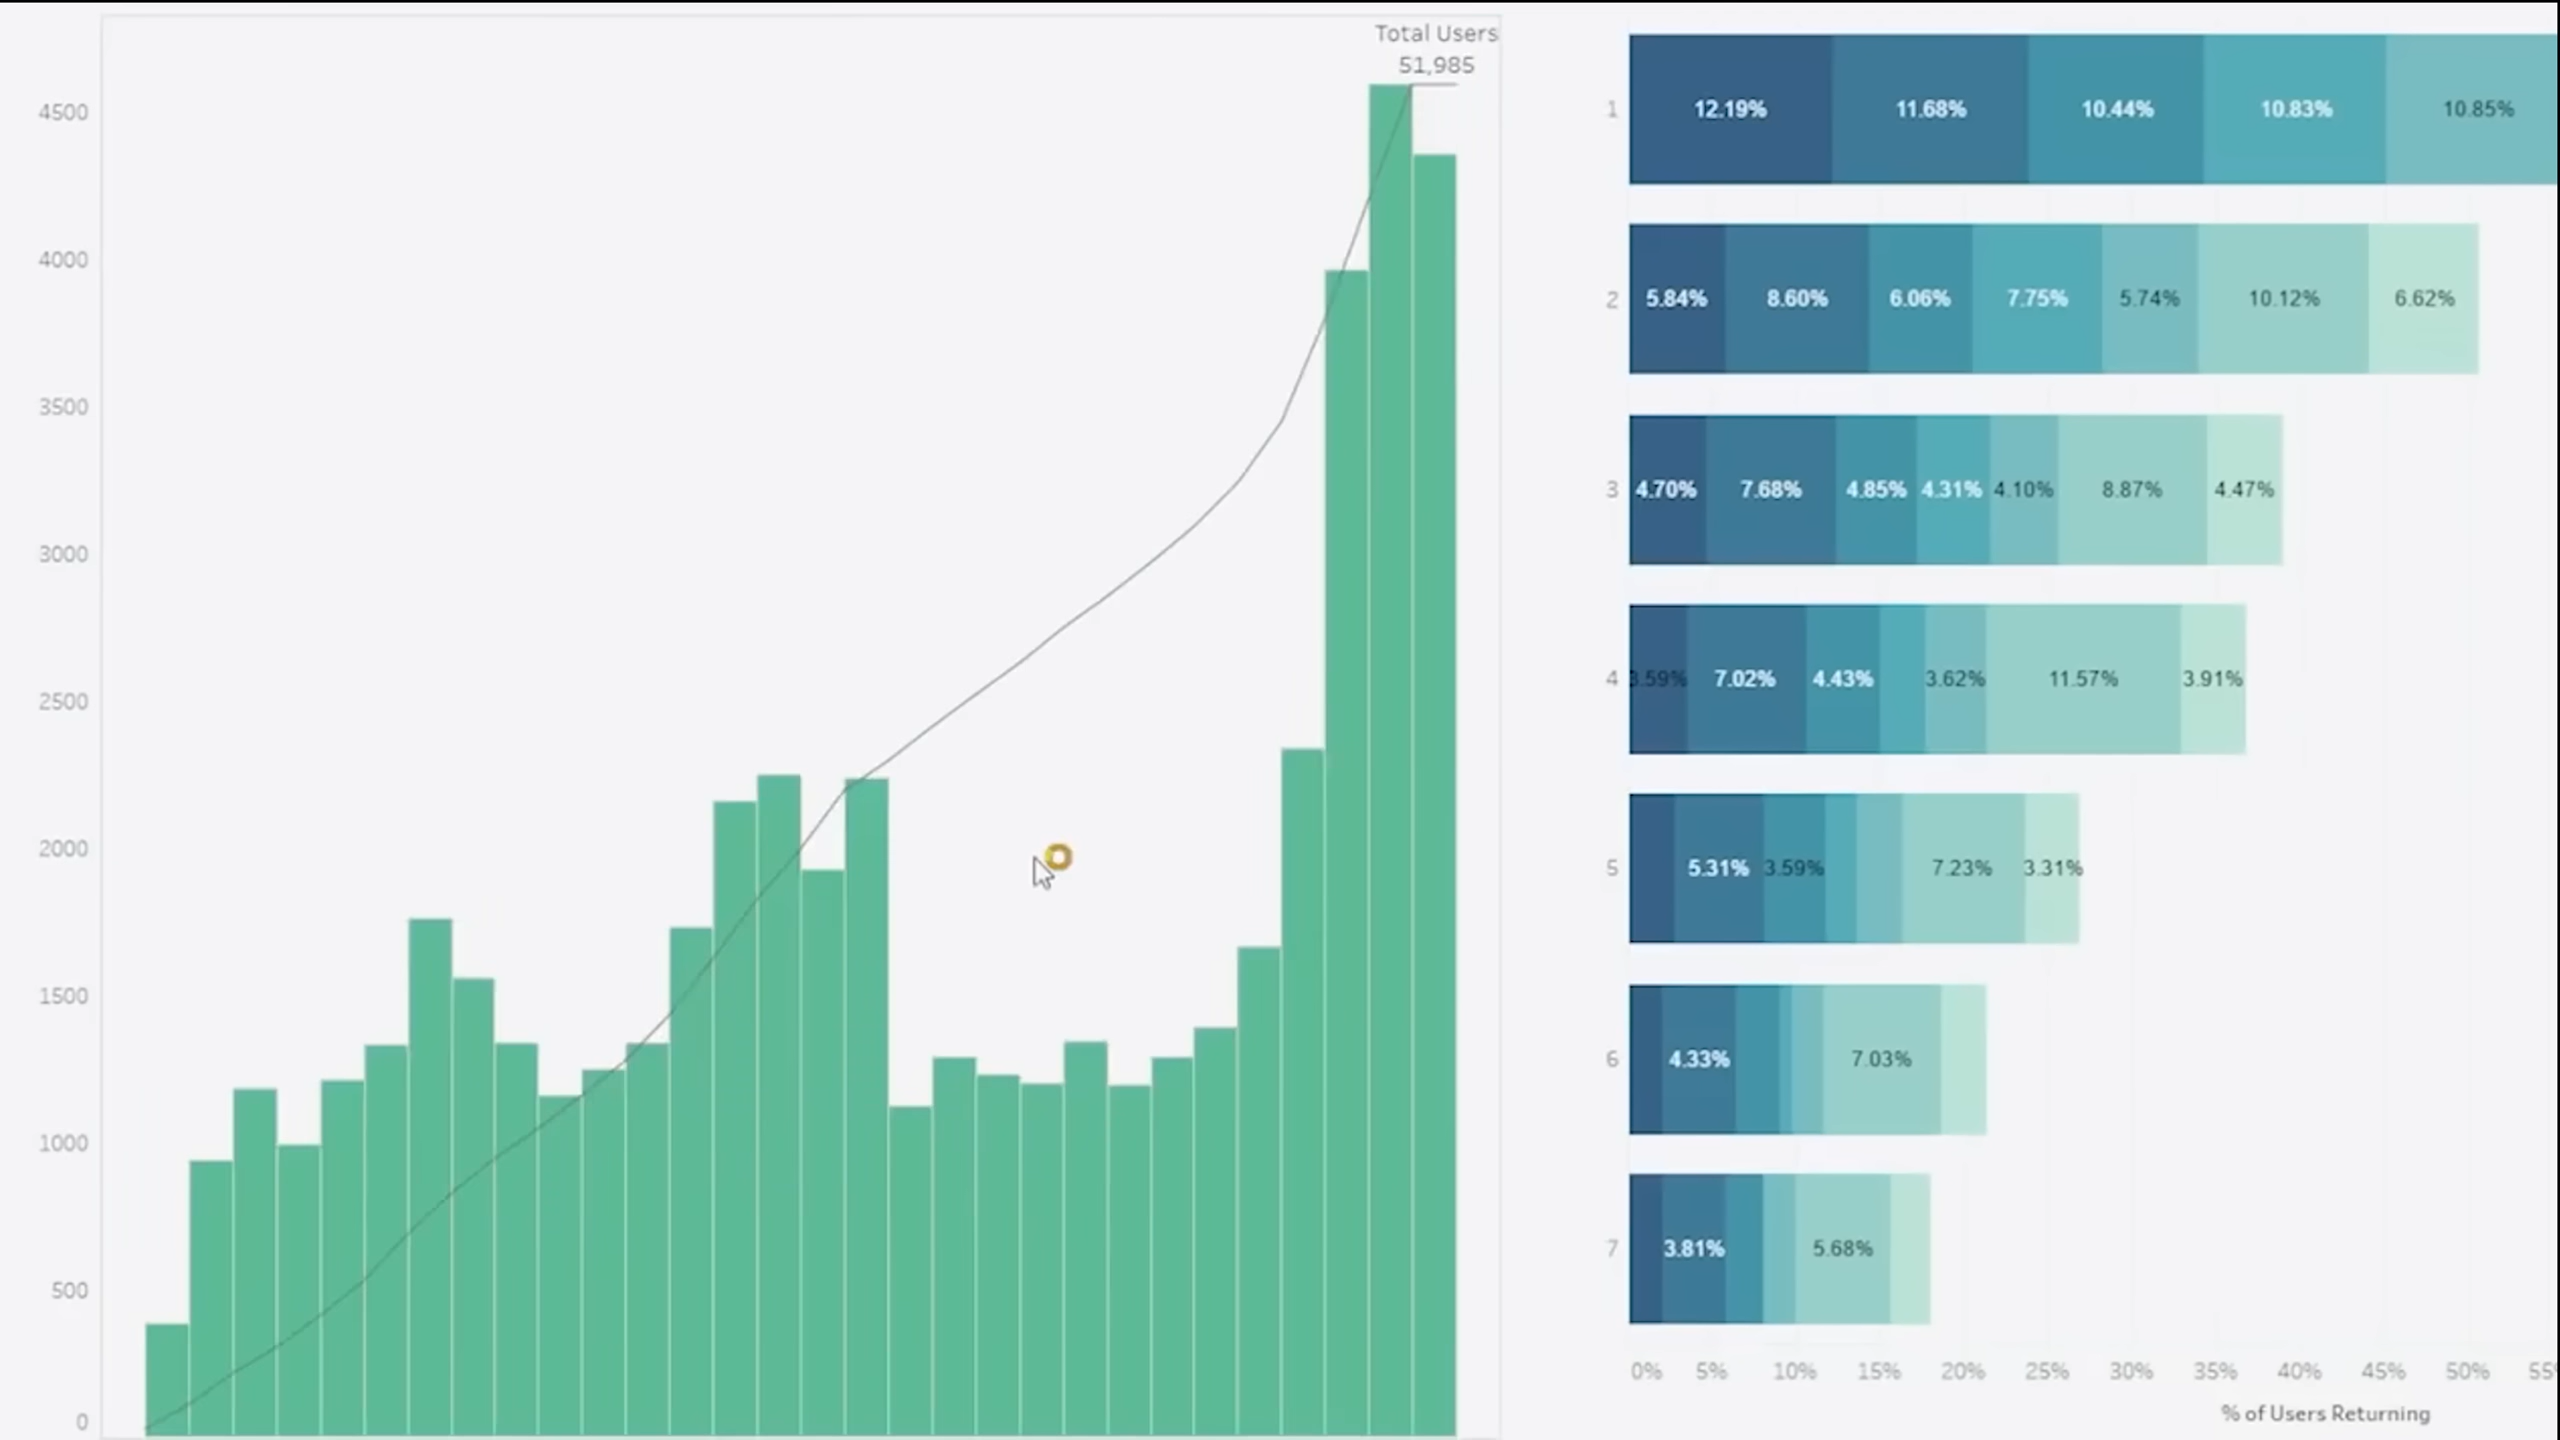 Total Users
51,985
4500
4000
3500
3000
2500
2000
1500
1000
500
0
1 12.19% 11.68% 10.44% 10.83% 10.85%
2 5.84% 8.60% 6.06% 7.75% 5.74% 10.12% 6.62%
3 4.70% 7.68% 4.85% 4.31% 4.10% 8.87% 4.47%
4 3.59% 7.02% 4.43% 3.62% 11.57% 3.91%
5 5.31% 3.59% 7.23% 3.31%
6 4.33% 7.03%
7 3.81% 5.68%
0% 5% 10% 15% 20% 25% 30% 35% 40% 45% 50% 55
% of Users Returning